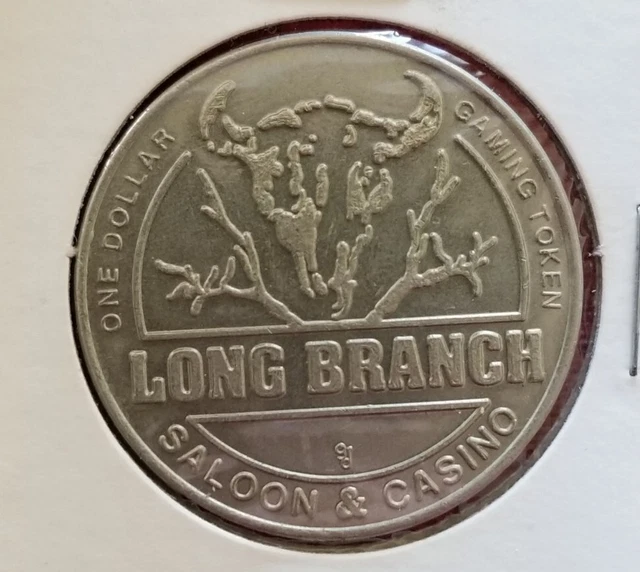 ONE DOLLAR
GAMING TOKEN
LONG BRANCH
SALOON & CASINO